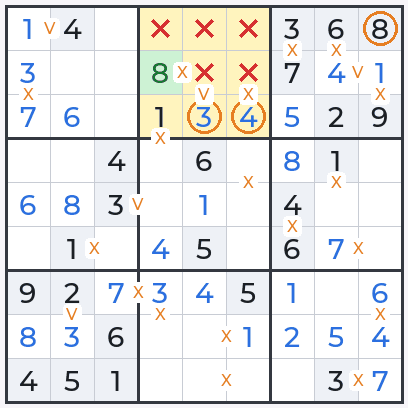 1 V 4 3 6 8
X X
3 8 X 7 4 V 1
X V X X
7 6 1 3 4 5 2 9
X
4 6 8 1
X X
6 8 3 V 1 4
X
1 X 4 5 6 7 X
9 2 7 X 3 4 5 1 6
V X X
8 3 6 X 1 2 5 4
4 5 1 X 3 X 7